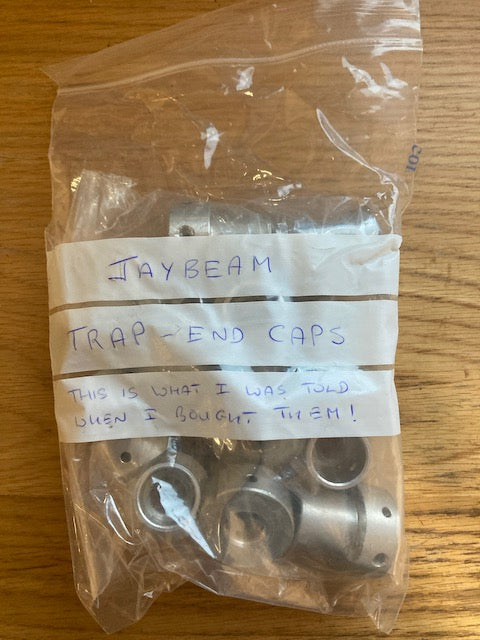 JAYBEAM
TRAP-END CAPS
THIS IS WHAT I WAS TOLD
WHEN I BOUGHT THEM!